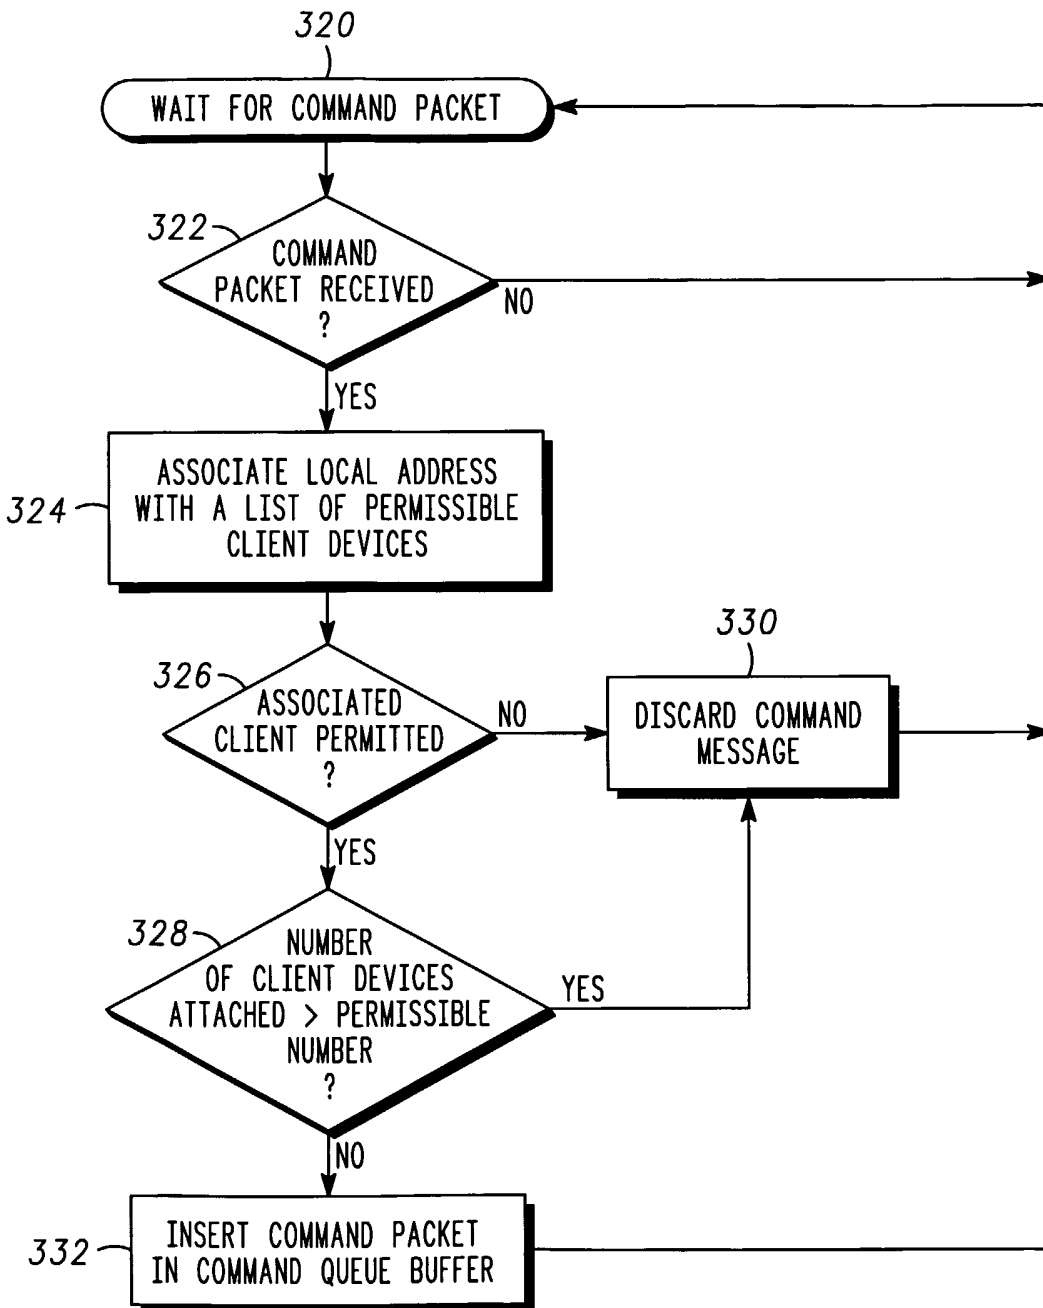 320
WAIT FOR COMMAND PACKET
322
COMMAND
PACKET RECEIVED
?
NO
YES
324
ASSOCIATE LOCAL ADDRESS
WITH A LIST OF PERMISSIBLE
CLIENT DEVICES
326
ASSOCIATED
CLIENT PERMITTED
?
NO
330
DISCARD COMMAND
MESSAGE
YES
328
NUMBER
OF CLIENT DEVICES
ATTACHED > PERMISSIBLE
NUMBER
?
YES
NO
332
INSERT COMMAND PACKET
IN COMMAND QUEUE BUFFER